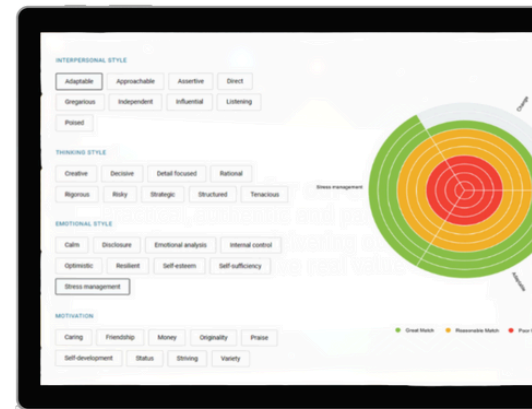 INTERPERSONAL STYLE
Adaptable Approachable Assertive Direct
Gregarious Independent Influential Listening
Poised
THINKING STYLE
Creative Decisive Detail focused Rational
Rigorous Risky Strategic Structured Tenacious
EMOTIONAL STYLE
Calm Disclosure Emotional analysis Internal control
Optimistic Resilient Self-esteem Self-sufficiency
Stress management
MOTIVATION
Caring Friendship Money Originality Praise
Self-development Status Striving Variety
Change
Stress management
Adaptable
Great Match Reasonable Match Poor